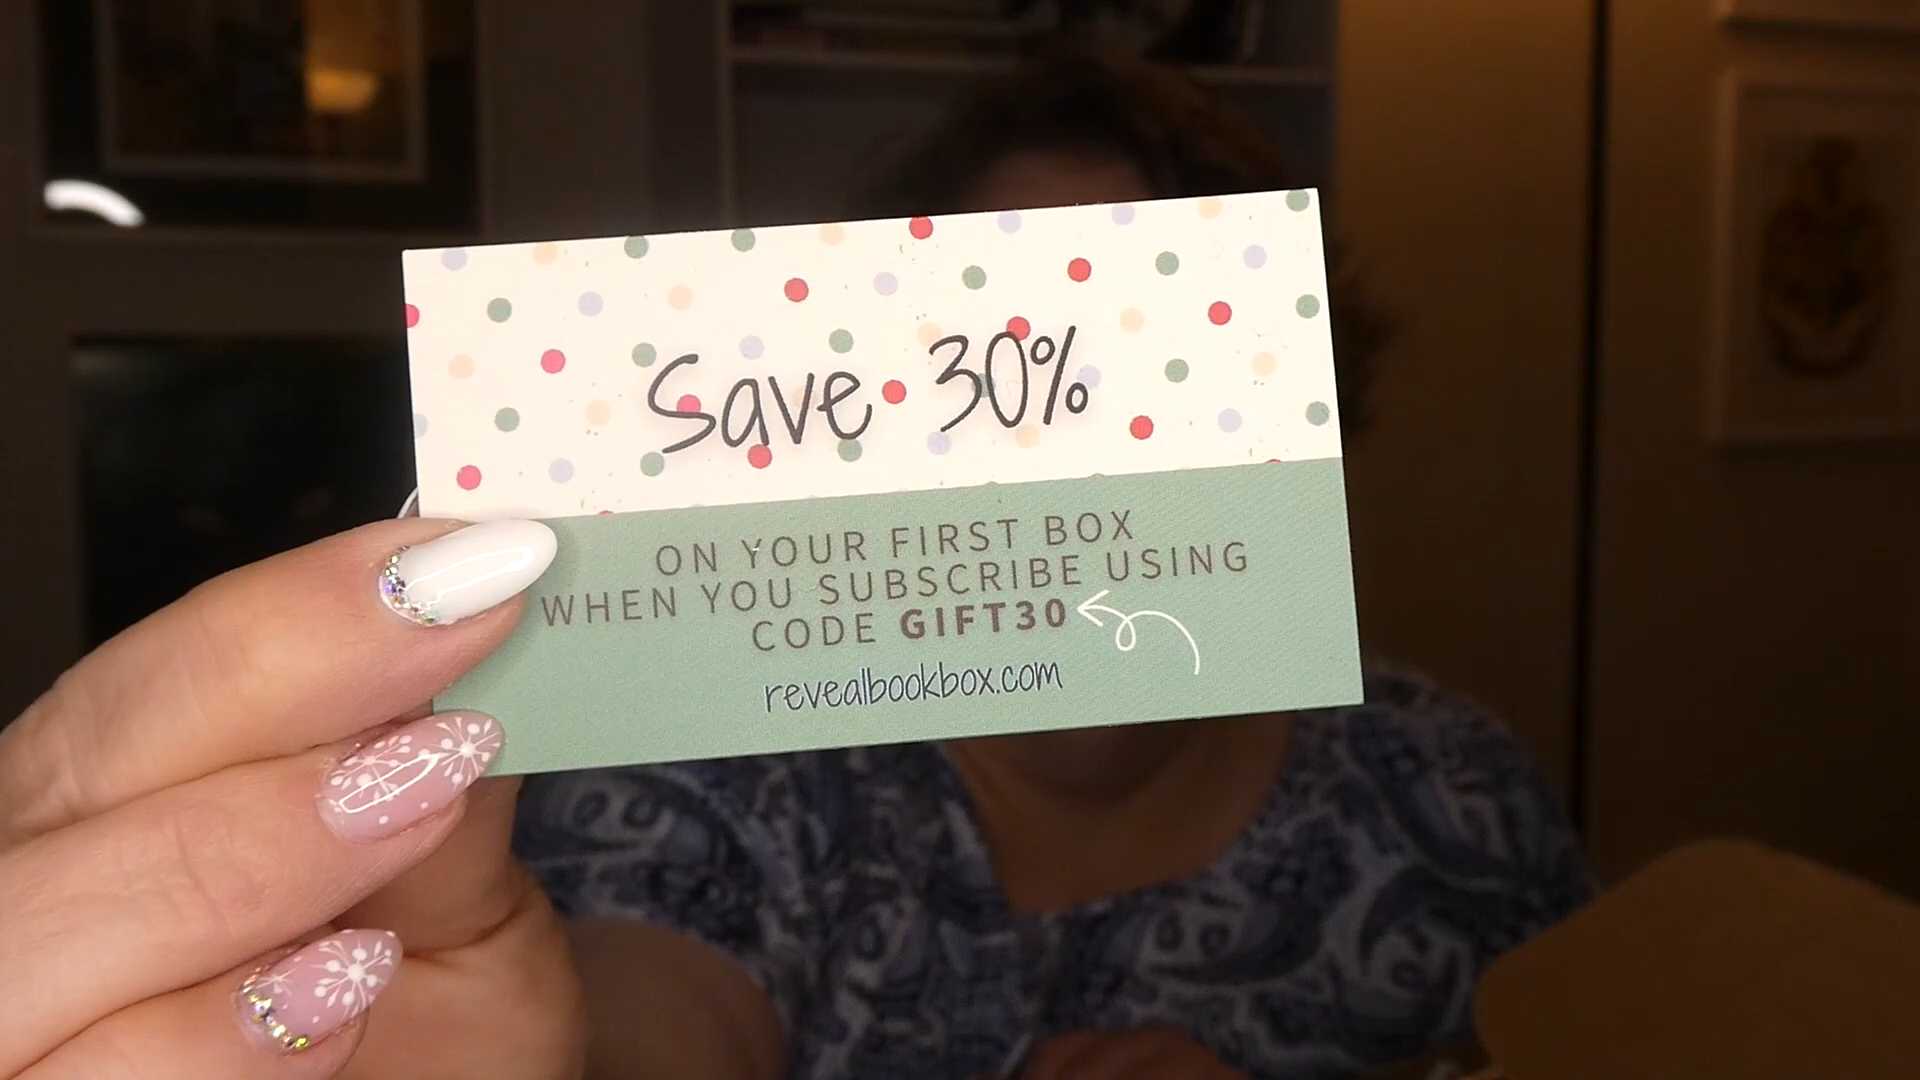 Save 30%
ON YOUR FIRST BOX
WHEN YOU SUBSCRIBE USING
CODE GIFT30
revealbookbox.com